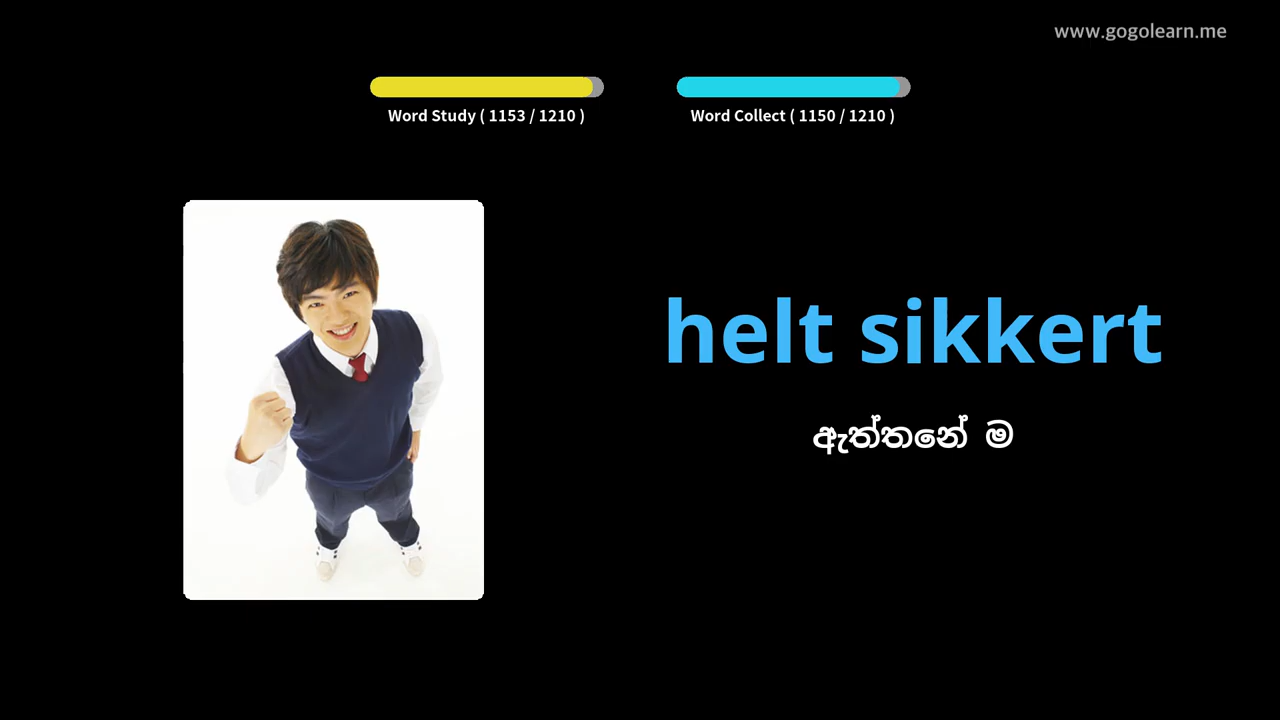 www.gogolearn.me
Word Study ( 1153 / 1210 )
Word Collect ( 1150 / 1210 )
helt sikkert
ඇත්තනේ ම